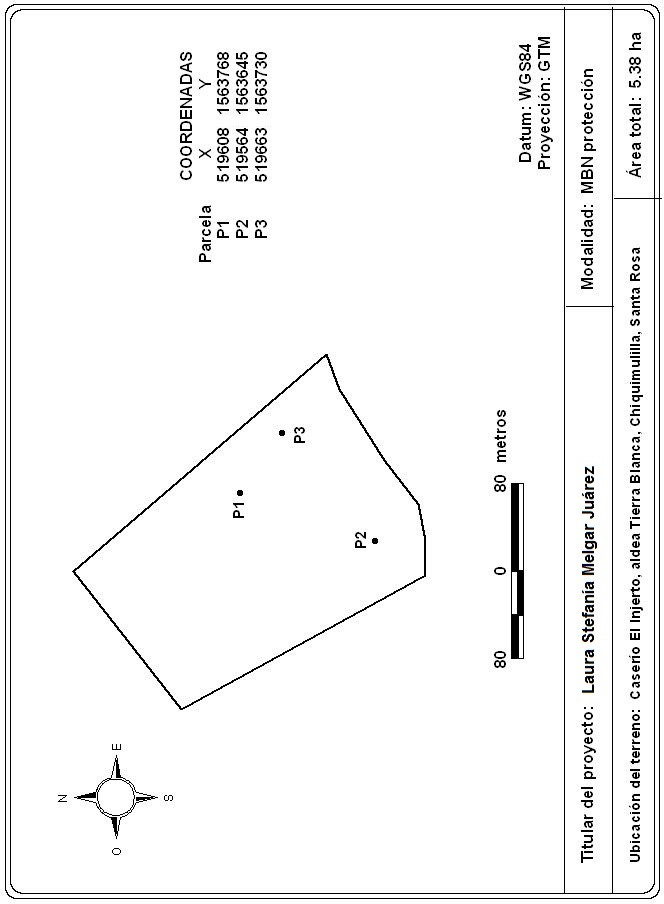 N
O
E
S
P1
P2
P3
COORDENADAS
Parcela X Y
P1 519608 1563768
P2 519564 1563645
P3 519663 1563730
80 0 80 metros
Datum: WGS84
Proyección: GTM
Titular del proyecto: Laura Stefanía Melgar Juárez
Modalidad: MBN protección
Ubicación del terreno: Caserío El Injerto, aldea Tierra Blanca, Chiquimulilla, Santa Rosa
Área total: 5.38 ha